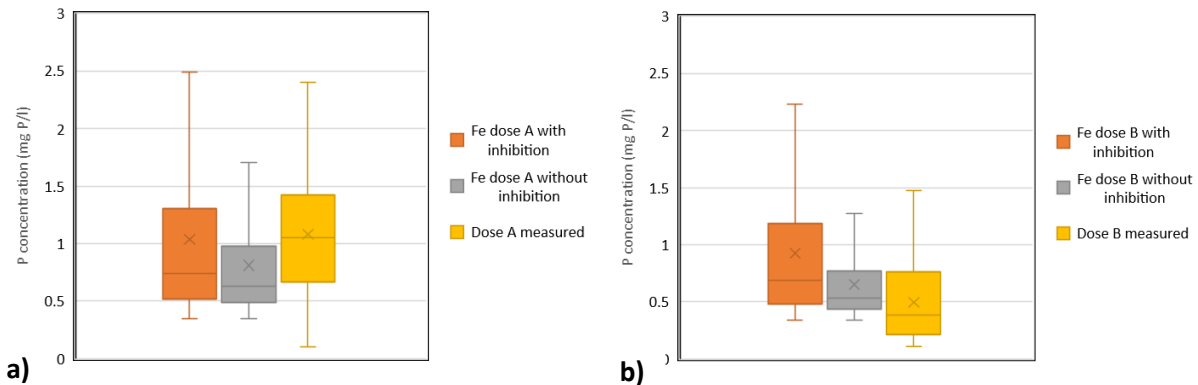 3
2.5
2
1.5
1
0.5
0
P concentration (mg P/l)
Fe dose A with
inhibition
Fe dose A without
inhibition
Dose A measured
a)
3
2.5
2
1.5
1
0.5
0
P concentration (mg P/l)
Fe dose B with
inhibition
Fe dose B without
inhibition
Dose B measured
b)